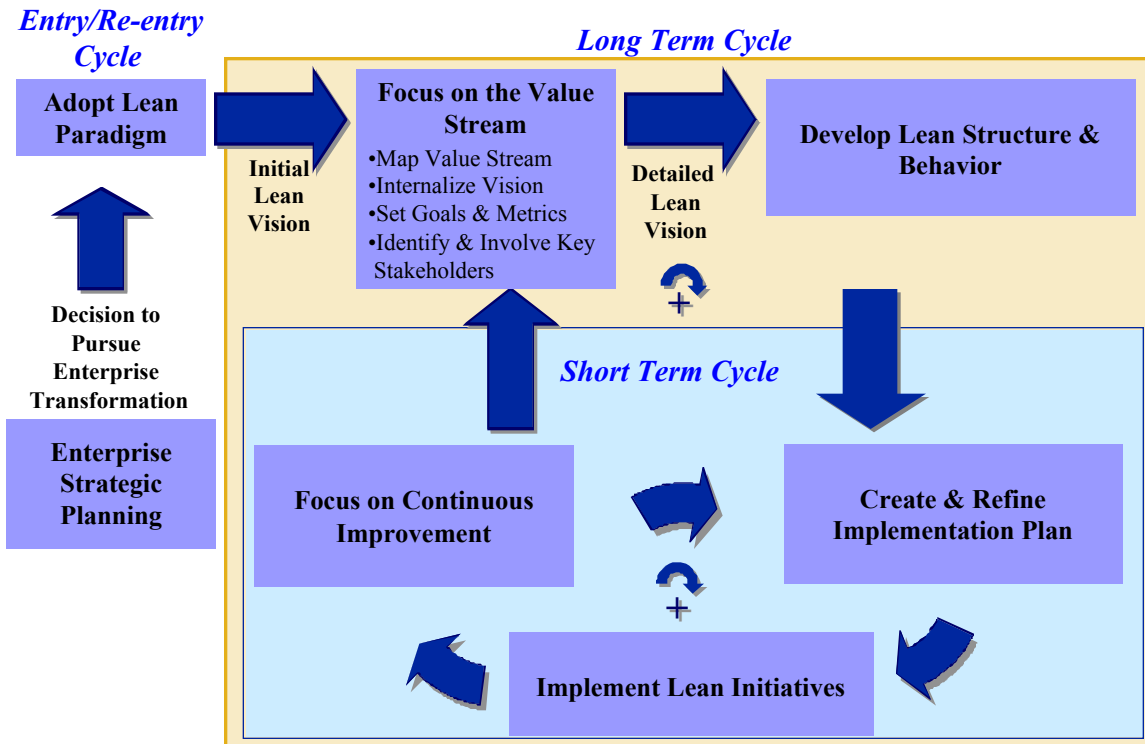 Entry/Re-entry
Cycle
Long Term Cycle
Adopt Lean
Paradigm
Initial
Lean
Vision
Focus on the Value
Stream
•Map Value Stream
•Internalize Vision
•Set Goals & Metrics
•Identify & Involve Key
Stakeholders
Detailed
Lean
Vision
Develop Lean Structure &
Behavior
+
Decision to
Pursue
Enterprise
Transformation
Enterprise
Strategic
Planning
Short Term Cycle
Focus on Continuous
Improvement
Create & Refine
Implementation Plan
+
Implement Lean Initiatives